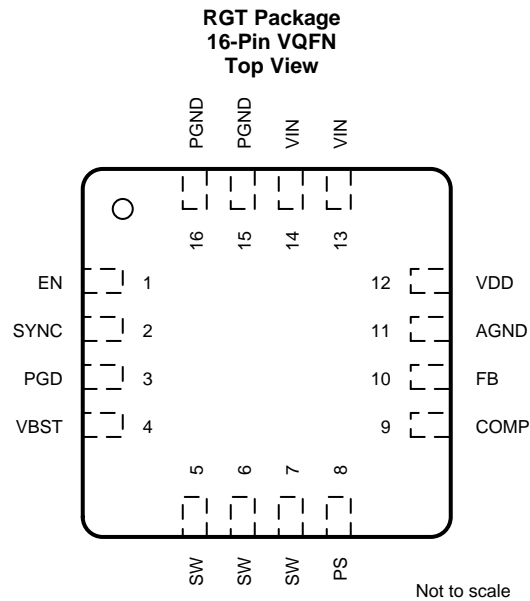 RGT Package
16-Pin VQFN
Top View
PGND PGND VIN VIN
16 15 14 13
EN 1 12 VDD
SYNC 2 11 AGND
PGD 3 10 FB
VBST 4 9 COMP
5 6 7 8
SW SW SW PS
Not to scale